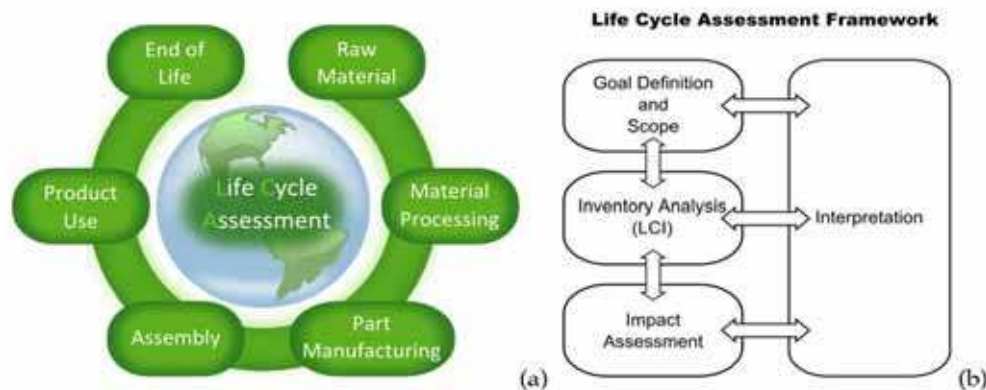 End of
Life
Raw
Material
Product
Use
Life Cycle
Assessment
Material
Processing
Assembly
Part
Manufacturing
(a)
Life Cycle Assessment Framework
Goal Definition
and
Scope
Inventory Analysis
(LCI)
Interpretation
Impact
Assessment
(b)